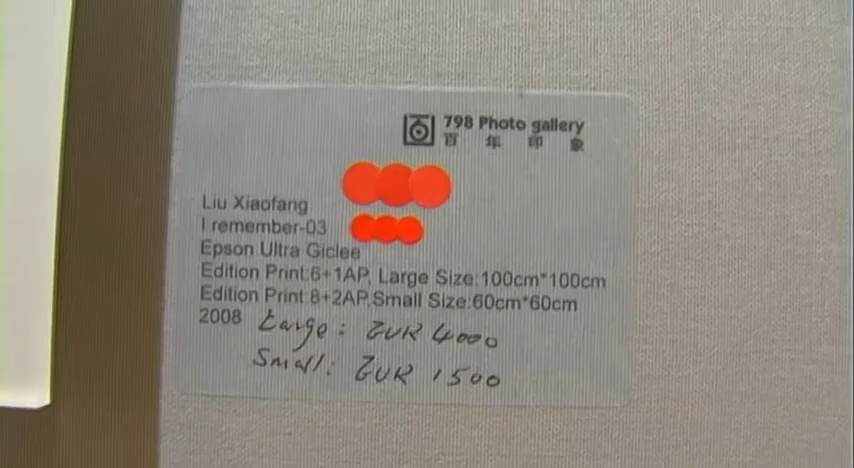 798 Photo gallery
百 年 印 象
Liu Xiaofang
I remember-03
Epson Ultra Giclee
Edition Print:6+1AP, Large Size:100cm*100cm
Edition Print:8+2AP,Small Size:60cm*60cm
2008 Large: EUR 4000
Small: EUR 1500